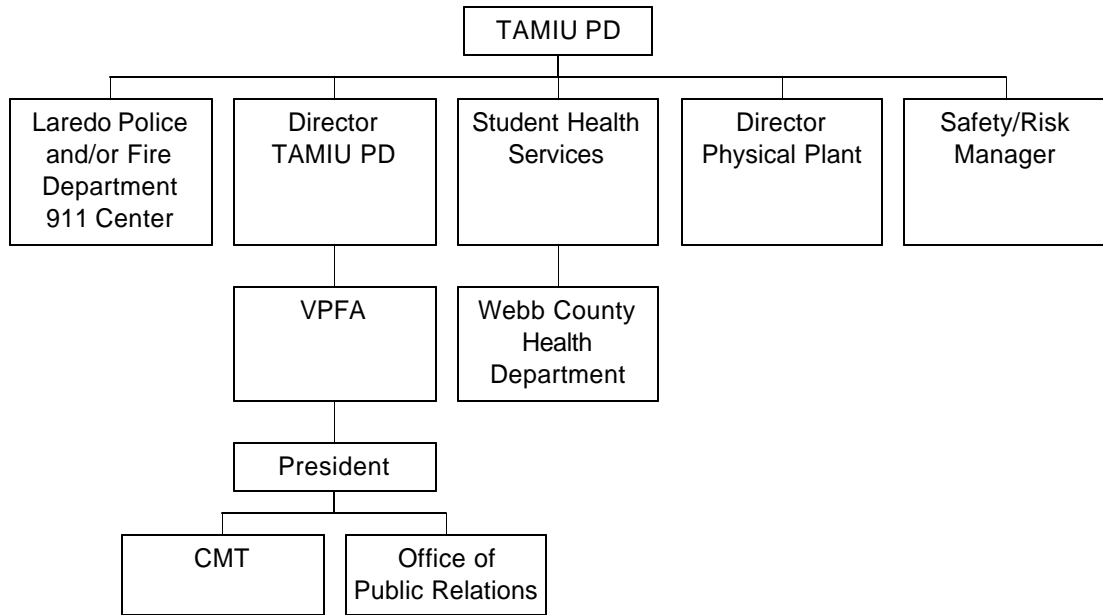 TAMIU PD
Laredo Police
and/or Fire
Department
911 Center
Director
TAMIU PD
Student Health
Services
Director
Physical Plant
Safety/Risk
Manager
VPFA
Webb County
Health
Department
President
CMT
Office of
Public Relations